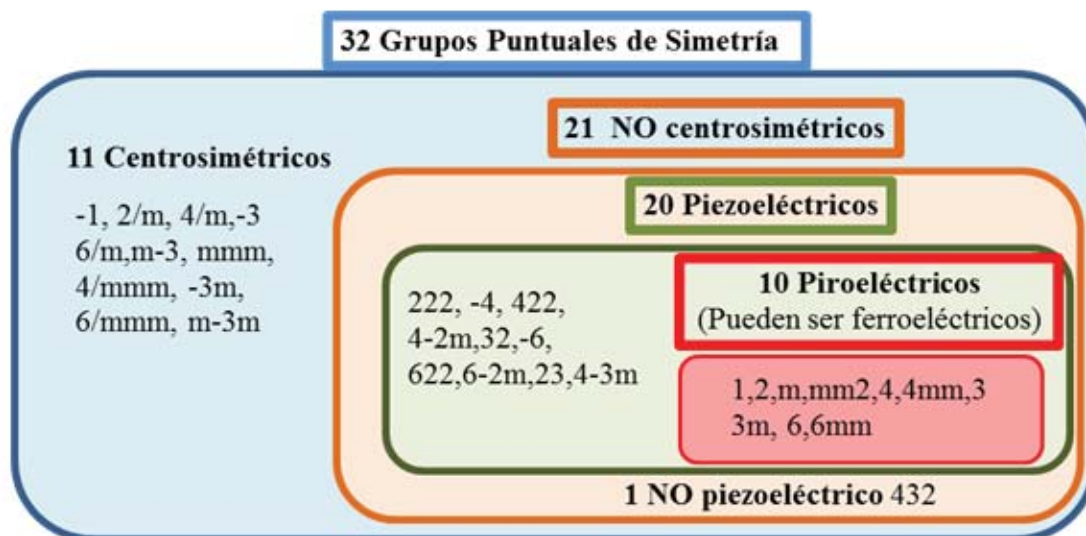 32 Grupos Puntuales de Simetría
21 NO centrosimétricos
11 Centrosimétricos
-1, 2/m, 4/m,-3
6/m,m-3, mmm,
4/mmm, -3m,
6/mmm, m-3m
20 Piezoeléctricos
222, -4, 422,
4-2m,32,-6,
622,6-2m,23,4-3m
10 Piroeléctricos
(Pueden ser ferroeléctricos)
1,2,m,mm2,4,4mm,3
3m, 6,6mm
1 NO piezoeléctrico 432